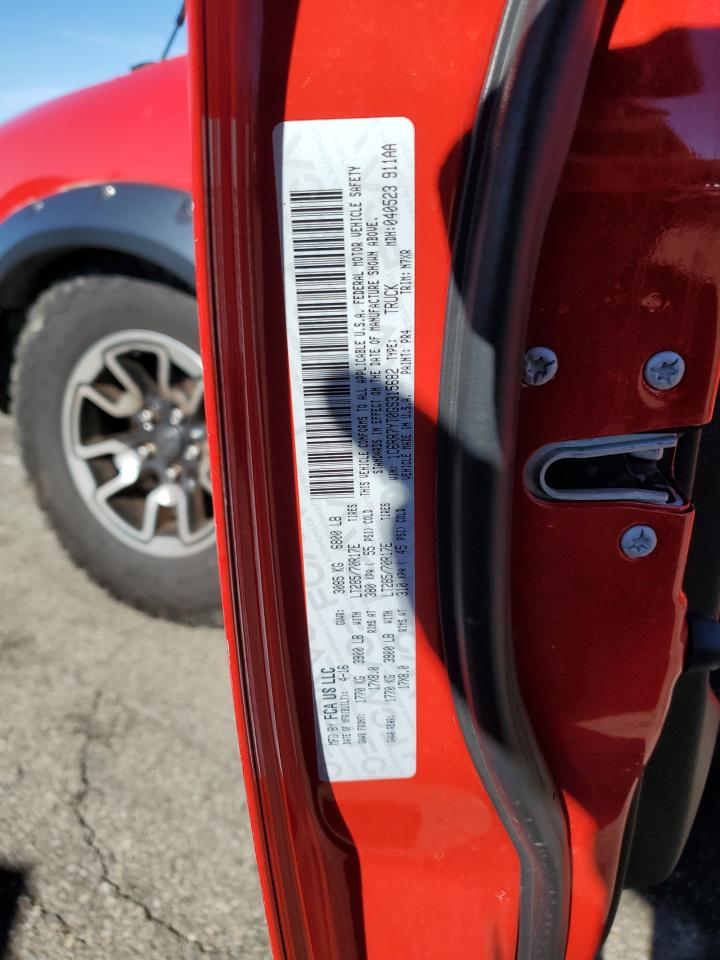 MFD BY FCA US LLC
DATE OF MFR(BUILT): 4-16 GVWR: 3085 KG 6800 LB
GAWR FRONT: 1770 KG 3900 LB WITH LT285/70R17E TIRES
17X8.0 RIMS AT 380 KPA( 55 PSI) COLD
GAWR REAR: 1770 KG 3900 LB WITH LT285/70R17E TIRES
17X8.0 RIMS AT 310 KPA( 45 PSI) COLD
THIS VEHICLE CONFORMS TO ALL APPLICABLE U.S.A. FEDERAL MOTOR VEHICLE SAFETY
STANDARDS IN EFFECT ON THE DATE OF MANUFACTURE SHOWN ABOVE.
VIN: 1C6RR7YT0GS315682 TYPE: TRUCK MDH:040523 911AA
VEHICLE MADE IN U.S.A. PAINT: PR4 TRIM: N7XR